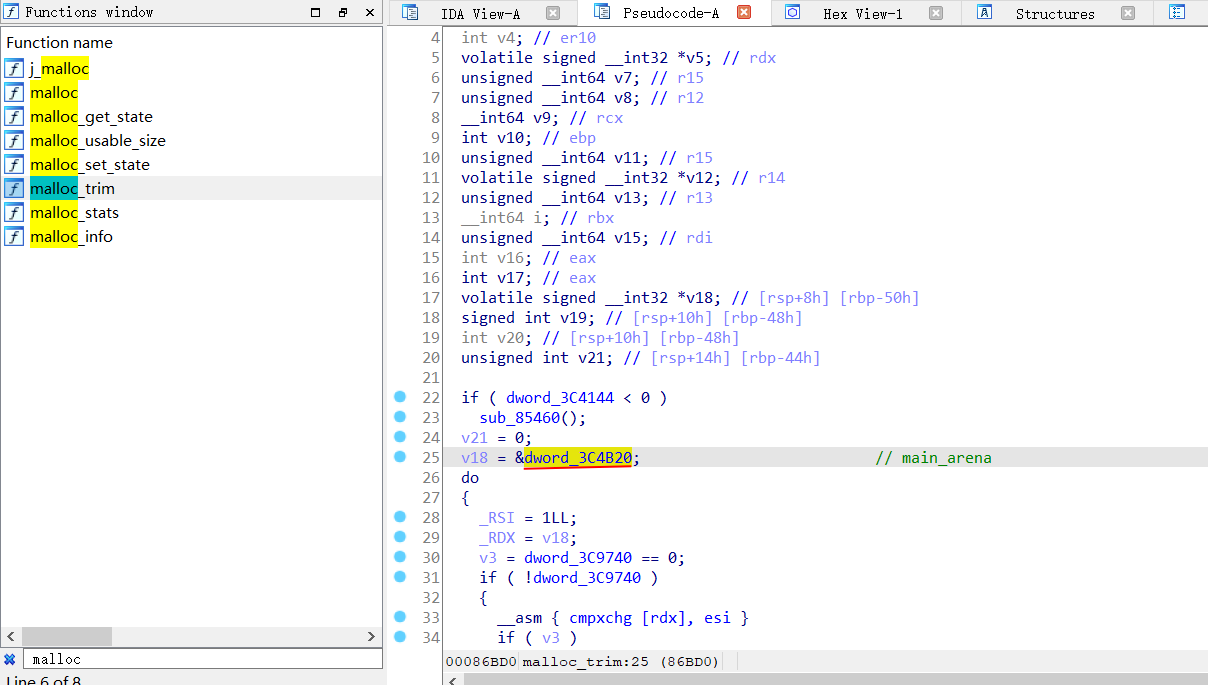 Functions window
Function name
j_malloc
malloc
malloc_get_state
malloc_usable_size
malloc_set_state
malloc_trim
malloc_stats
malloc_info
malloc
Line 6 of 8
IDA View-A
Pseudocode-A
Hex View-1
Structures
4 int v4; // er10
5 volatile signed __int32 *v5; // rdx
6 unsigned __int64 v7; // r15
7 unsigned __int64 v8; // r12
8 __int64 v9; // rcx
9 int v10; // ebp
10 unsigned __int64 v11; // r15
11 volatile signed __int32 *v12; // r14
12 unsigned __int64 v13; // r13
13 __int64 i; // rbx
14 unsigned __int64 v15; // rdi
15 int v16; // eax
16 int v17; // eax
17 volatile signed __int32 *v18; // [rsp+8h] [rbp-50h]
18 signed int v19; // [rsp+10h] [rbp-48h]
19 int v20; // [rsp+10h] [rbp-48h]
20 unsigned int v21; // [rsp+14h] [rbp-44h]
21
22 if ( dword_3C4144 < 0 )
23 sub_85460();
24 v21 = 0;
25 v18 = &dword_3C4B20; // main_arena
26 do
27 {
28 _RSI = 1LL;
29 _RDX = v18;
30 v3 = dword_3C9740 == 0;
31 if ( !dword_3C9740 )
32 {
33 __asm { cmpxchg [rdx], esi }
34 if ( v3 )
00086BD0 malloc_trim:25 (86BD0)